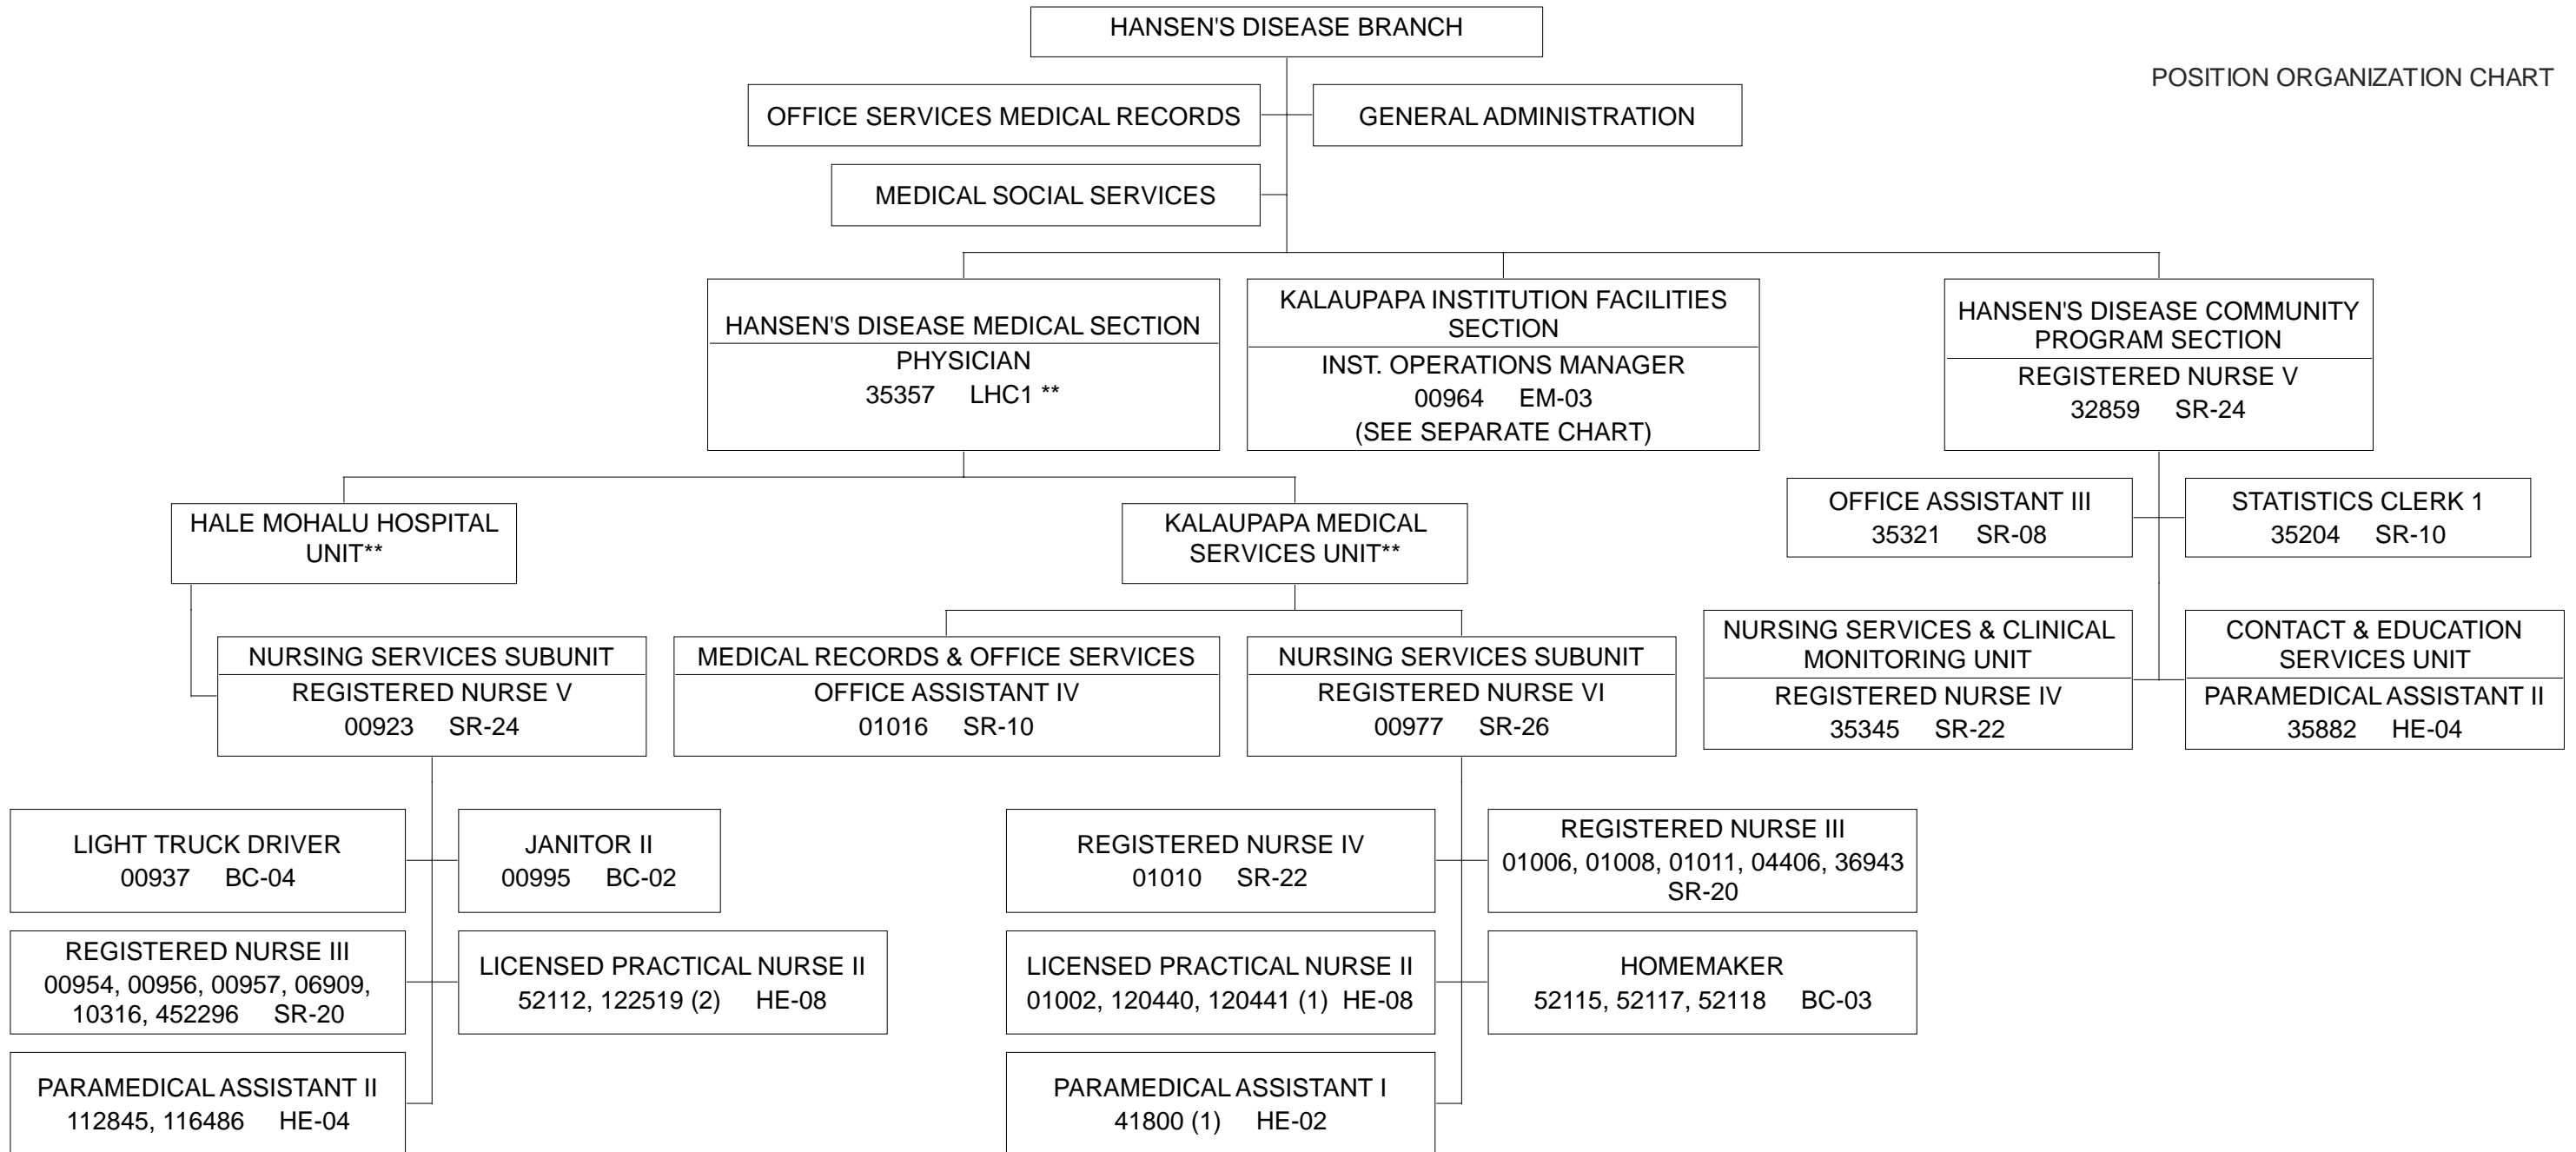 HANSEN'S DISEASE BRANCH
POSITION ORGANIZATION CHART
OFFICE SERVICES MEDICAL RECORDS
GENERAL ADMINISTRATION
MEDICAL SOCIAL SERVICES
HANSEN'S DISEASE MEDICAL SECTION
PHYSICIAN
35357 LHC1 **
KALAUPAPA INSTITUTION FACILITIES
SECTION
INST. OPERATIONS MANAGER
00964 EM-03
(SEE SEPARATE CHART)
HANSEN'S DISEASE COMMUNITY
PROGRAM SECTION
REGISTERED NURSE V
32859 SR-24
HALE MOHALU HOSPITAL
UNIT**
KALAUPAPA MEDICAL
SERVICES UNIT**
OFFICE ASSISTANT III
35321 SR-08
STATISTICS CLERK 1
35204 SR-10
NURSING SERVICES SUBUNIT
REGISTERED NURSE V
00923 SR-24
MEDICAL RECORDS & OFFICE SERVICES
OFFICE ASSISTANT IV
01016 SR-10
NURSING SERVICES SUBUNIT
REGISTERED NURSE VI
00977 SR-26
NURSING SERVICES & CLINICAL
MONITORING UNIT
REGISTERED NURSE IV
35345 SR-22
CONTACT & EDUCATION
SERVICES UNIT
PARAMEDICAL ASSISTANT II
35882 HE-04
LIGHT TRUCK DRIVER
00937 BC-04
JANITOR II
00995 BC-02
REGISTERED NURSE IV
01010 SR-22
REGISTERED NURSE III
01006, 01008, 01011, 04406, 36943
SR-20
REGISTERED NURSE III
00954, 00956, 00957, 06909,
10316, 452296 SR-20
LICENSED PRACTICAL NURSE II
52112, 122519 (2) HE-08
LICENSED PRACTICAL NURSE II
01002, 120440, 120441 (1) HE-08
HOMEMAKER
52115, 52117, 52118 BC-03
PARAMEDICAL ASSISTANT II
112845, 116486 HE-04
PARAMEDICAL ASSISTANT I
41800 (1) HE-02